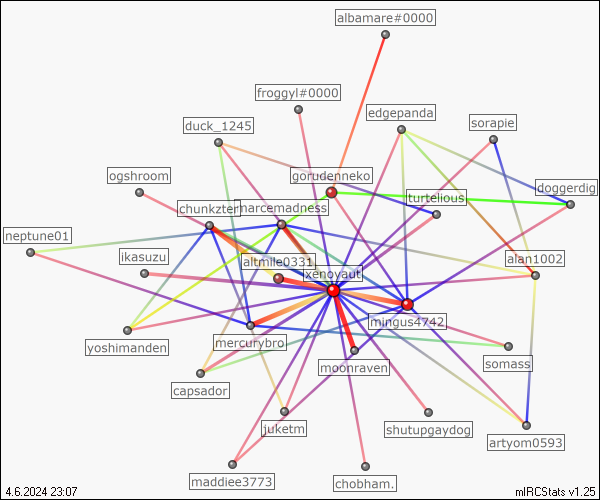 albamare#0000
froggyl#0000
edgepanda
duck_1245
sorapie
ogshroom
gorudenneko
doggerdig
chunkzter
marcemadness
turtelious
neptune01
ikasuzu
altmile0331
alan1002
xenoyaut
mingus4742
yoshimanden
mercurybro
moonraven
somass
capsador
juketm
shutupgaydog
artyom0593
maddiee3773
chobham.
4.6.2024 23:07
mIRCStats v1.25